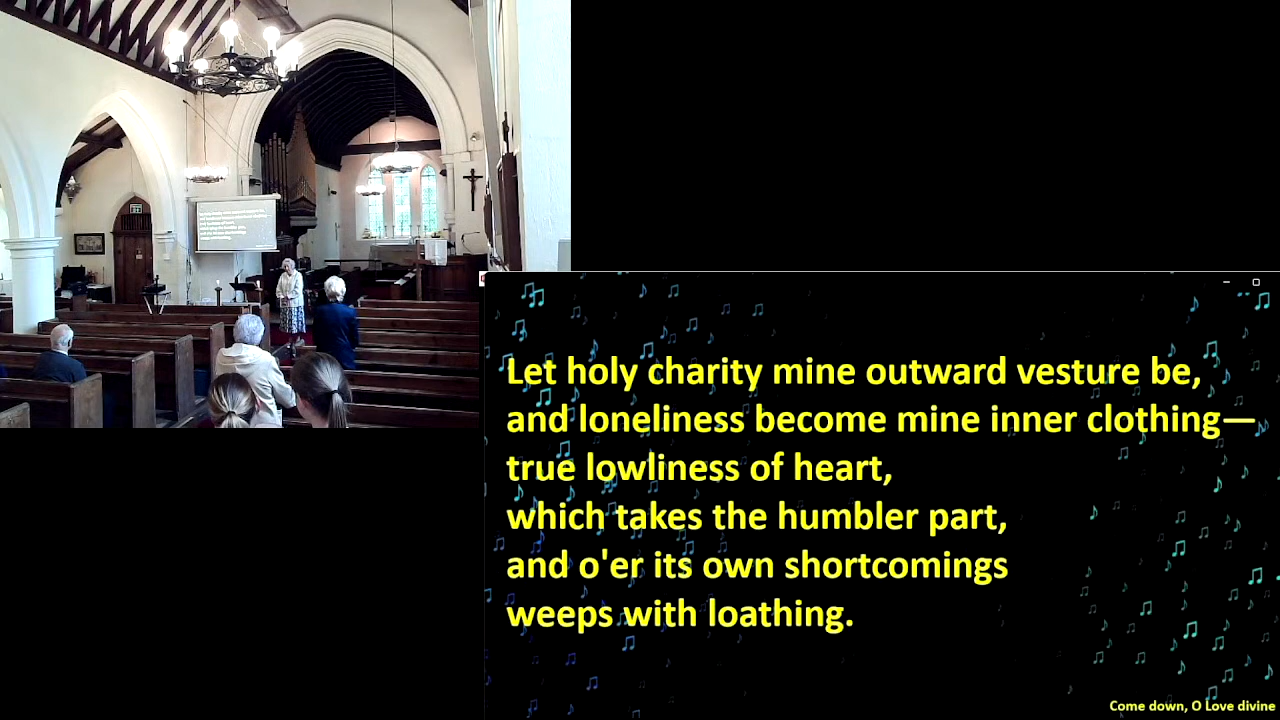 Let holy charity mine outward vesture be,
and loneliness become mine inner clothing—
true lowliness of heart,
which takes the humbler part,
and o'er its own shortcomings
weeps with loathing.
Come down, O Love divine